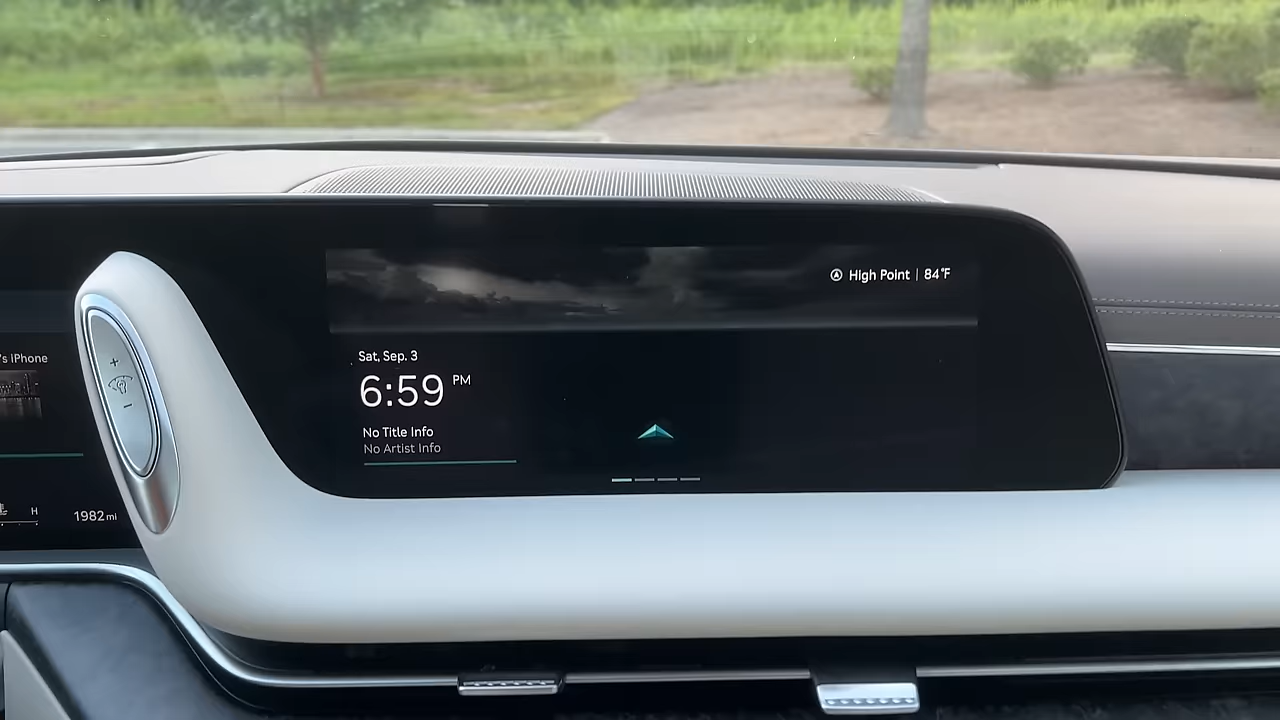 High Point | 84°F
Sat, Sep. 3
6:59 PM
No Title Info
No Artist Info
's iPhone
H
1982 mi
+
−